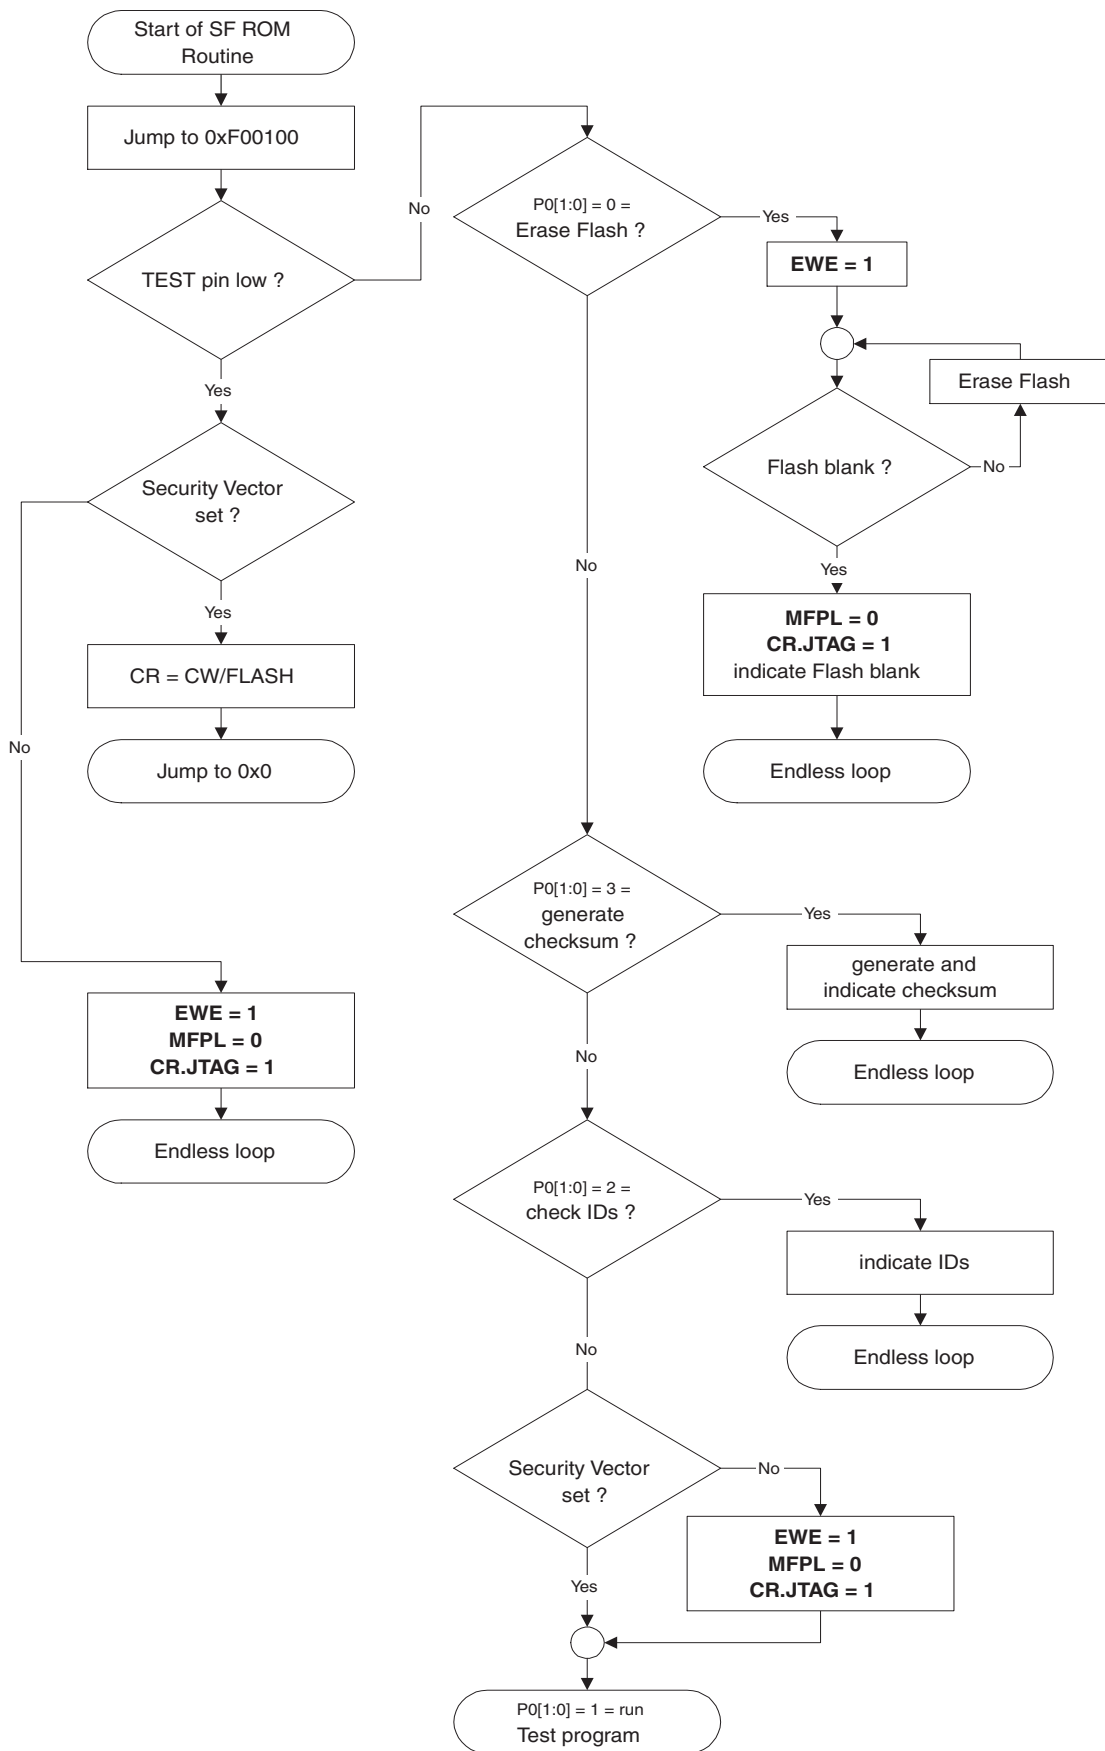 Start of SF ROM
Routine
Jump to 0xF00100
TEST pin low ?
No
Yes
Security Vector
set ?
No
Yes
CR = CW/FLASH
Jump to 0x0
EWE = 1
MFPL = 0
CR.JTAG = 1
Endless loop
P0[1:0] = 0 =
Erase Flash ?
Yes
EWE = 1
Erase Flash
Flash blank ?
No
Yes
MFPL = 0
CR.JTAG = 1
indicate Flash blank
Endless loop
No
P0[1:0] = 3 =
generate
checksum ?
Yes
generate and
indicate checksum
Endless loop
No
P0[1:0] = 2 =
check IDs ?
Yes
indicate IDs
Endless loop
No
Security Vector
set ?
No
EWE = 1
MFPL = 0
CR.JTAG = 1
Yes
P0[1:0] = 1 = run
Test program